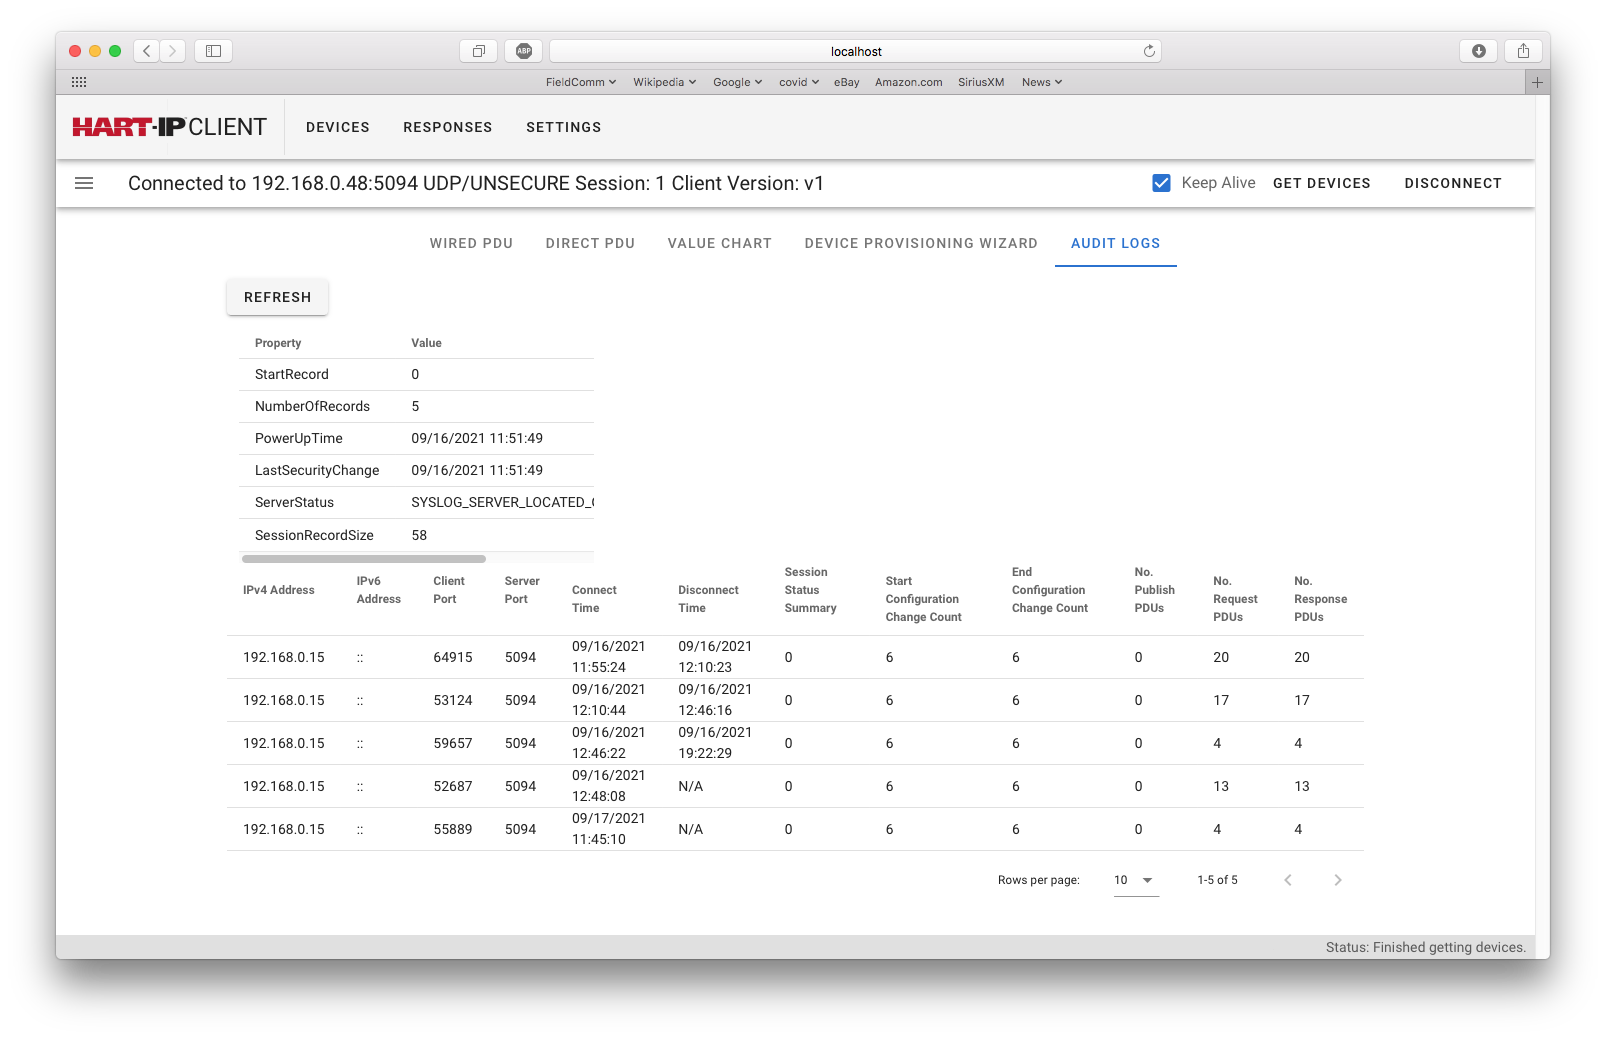 ABP
localhost
FieldComm Wikipedia Google covid eBay Amazon.com SiriusXM News
HART-IP CLIENT DEVICES RESPONSES SETTINGS
Connected to 192.168.0.48:5094 UDP/UNSECURE Session: 1 Client Version: v1 Keep Alive GET DEVICES DISCONNECT
WIRED PDU DIRECT PDU VALUE CHART DEVICE PROVISIONING WIZARD AUDIT LOGS
REFRESH
Property Value
StartRecord 0
NumberOfRecords 5
PowerUpTime 09/16/2021 11:51:49
LastSecurityChange 09/16/2021 11:51:49
ServerStatus SYSLOG_SERVER_LOCATED_
SessionRecordSize 58
IPv4 Address
IPv6
Address
Client
Port
Server
Port
Connect
Time
Disconnect
Time
Session
Status
Summary
Start
Configuration
Change Count
End
Configuration
Change Count
No.
Publish
PDUs
No.
Request
PDUs
No.
Response
PDUs
192.168.0.15 :: 64915 5094 09/16/2021 11:55:24 09/16/2021 12:10:23 0 6 6 0 20 20
192.168.0.15 :: 53124 5094 09/16/2021 12:10:44 09/16/2021 12:46:16 0 6 6 0 17 17
192.168.0.15 :: 59657 5094 09/16/2021 12:46:22 09/16/2021 19:22:29 0 6 6 0 4 4
192.168.0.15 :: 52687 5094 09/16/2021 12:48:08 N/A 0 6 6 0 13 13
192.168.0.15 :: 55889 5094 09/17/2021 11:45:10 N/A 0 6 6 0 4 4
Rows per page: 10 1-5 of 5
Status: Finished getting devices.